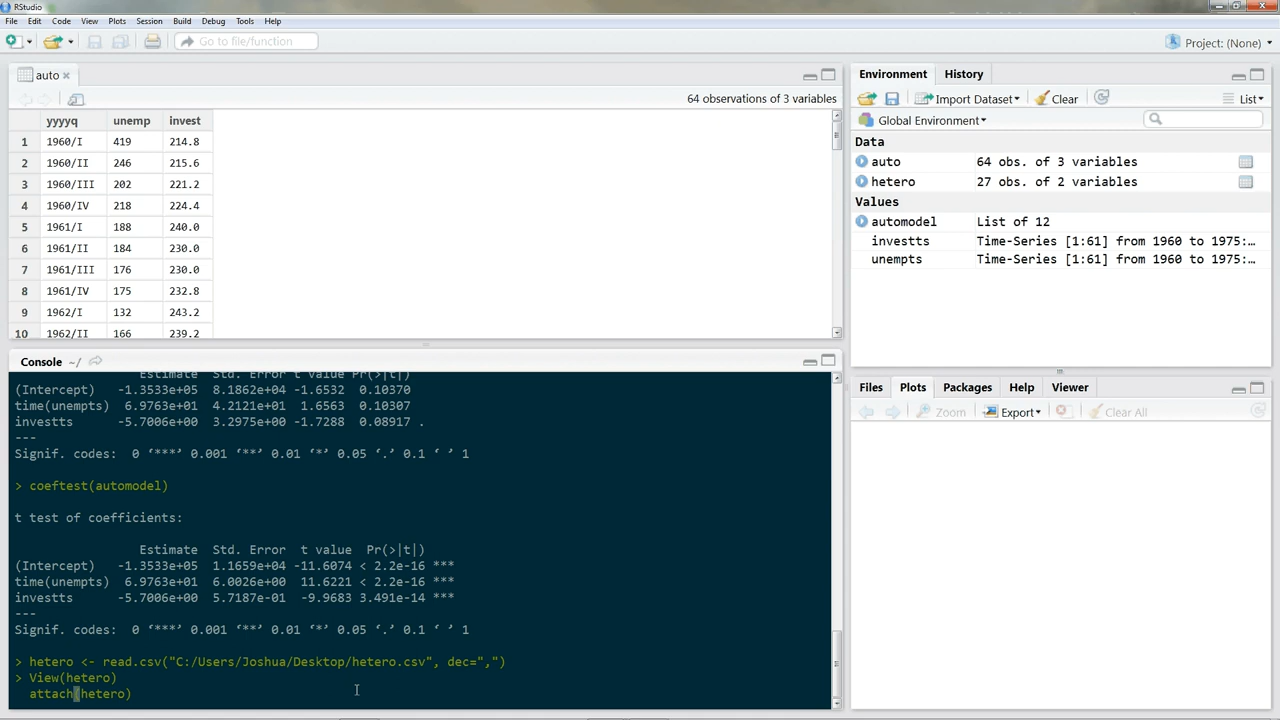 RStudio
File Edit Code View Plots Session Build Debug Tools Help
Go to file/function
Project: (None)
auto
64 observations of 3 variables
yyyyq unemp invest
1 1960/I 419 214.8
2 1960/II 246 215.6
3 1960/III 202 221.2
4 1960/IV 218 224.4
5 1961/I 188 240.0
6 1961/II 184 230.0
7 1961/III 176 230.0
8 1961/IV 175 232.8
9 1962/I 132 243.2
10 1962/II 166 239.2
Console ~/
Estimate Std. Error t value Pr(>|t|)
(Intercept) -1.3533e+05 8.1862e+04 -1.6532 0.10370
time(unempts) 6.9763e+01 4.2121e+01 1.6563 0.10307
investts -5.7006e+00 3.2975e+00 -1.7288 0.08917 .
---
Signif. codes: 0 ‘***’ 0.001 ‘**’ 0.01 ‘*’ 0.05 ‘.’ 0.1 ‘ ’ 1
> coeftest(automodel)
t test of coefficients:
Estimate Std. Error t value Pr(>|t|)
(Intercept) -1.3533e+05 1.1659e+04 -11.6074 < 2.2e-16 ***
time(unempts) 6.9763e+01 6.0026e+00 11.6221 < 2.2e-16 ***
investts -5.7006e+00 5.7187e-01 -9.9683 3.491e-14 ***
---
Signif. codes: 0 ‘***’ 0.001 ‘**’ 0.01 ‘*’ 0.05 ‘.’ 0.1 ‘ ’ 1
> hetero <- read.csv("C:/Users/Joshua/Desktop/hetero.csv", dec=",")
> View(hetero)
attach(hetero)
Environment History
Import Dataset Clear List
Global Environment
Data
auto 64 obs. of 3 variables
hetero 27 obs. of 2 variables
Values
automodel List of 12
investts Time-Series [1:61] from 1960 to 1975:…
unempts Time-Series [1:61] from 1960 to 1975:…
Files Plots Packages Help Viewer
Zoom Export Clear All